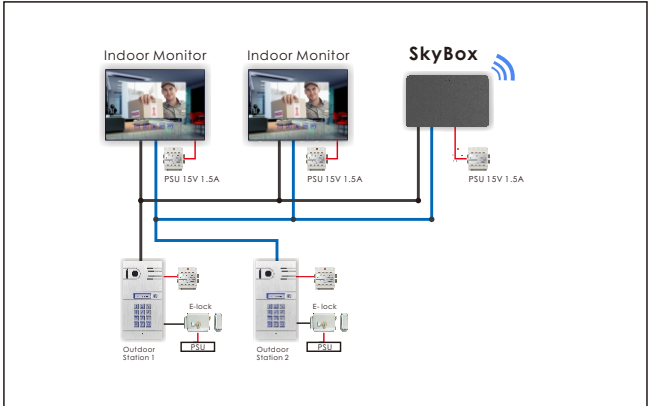 Indoor Monitor
Indoor Monitor
SkyBox
PSU 15V 1.5A
PSU 15V 1.5A
PSU 15V 1.5A
E-lock
E-lock
PSU
PSU
Outdoor
Station 1
Outdoor
Station 2